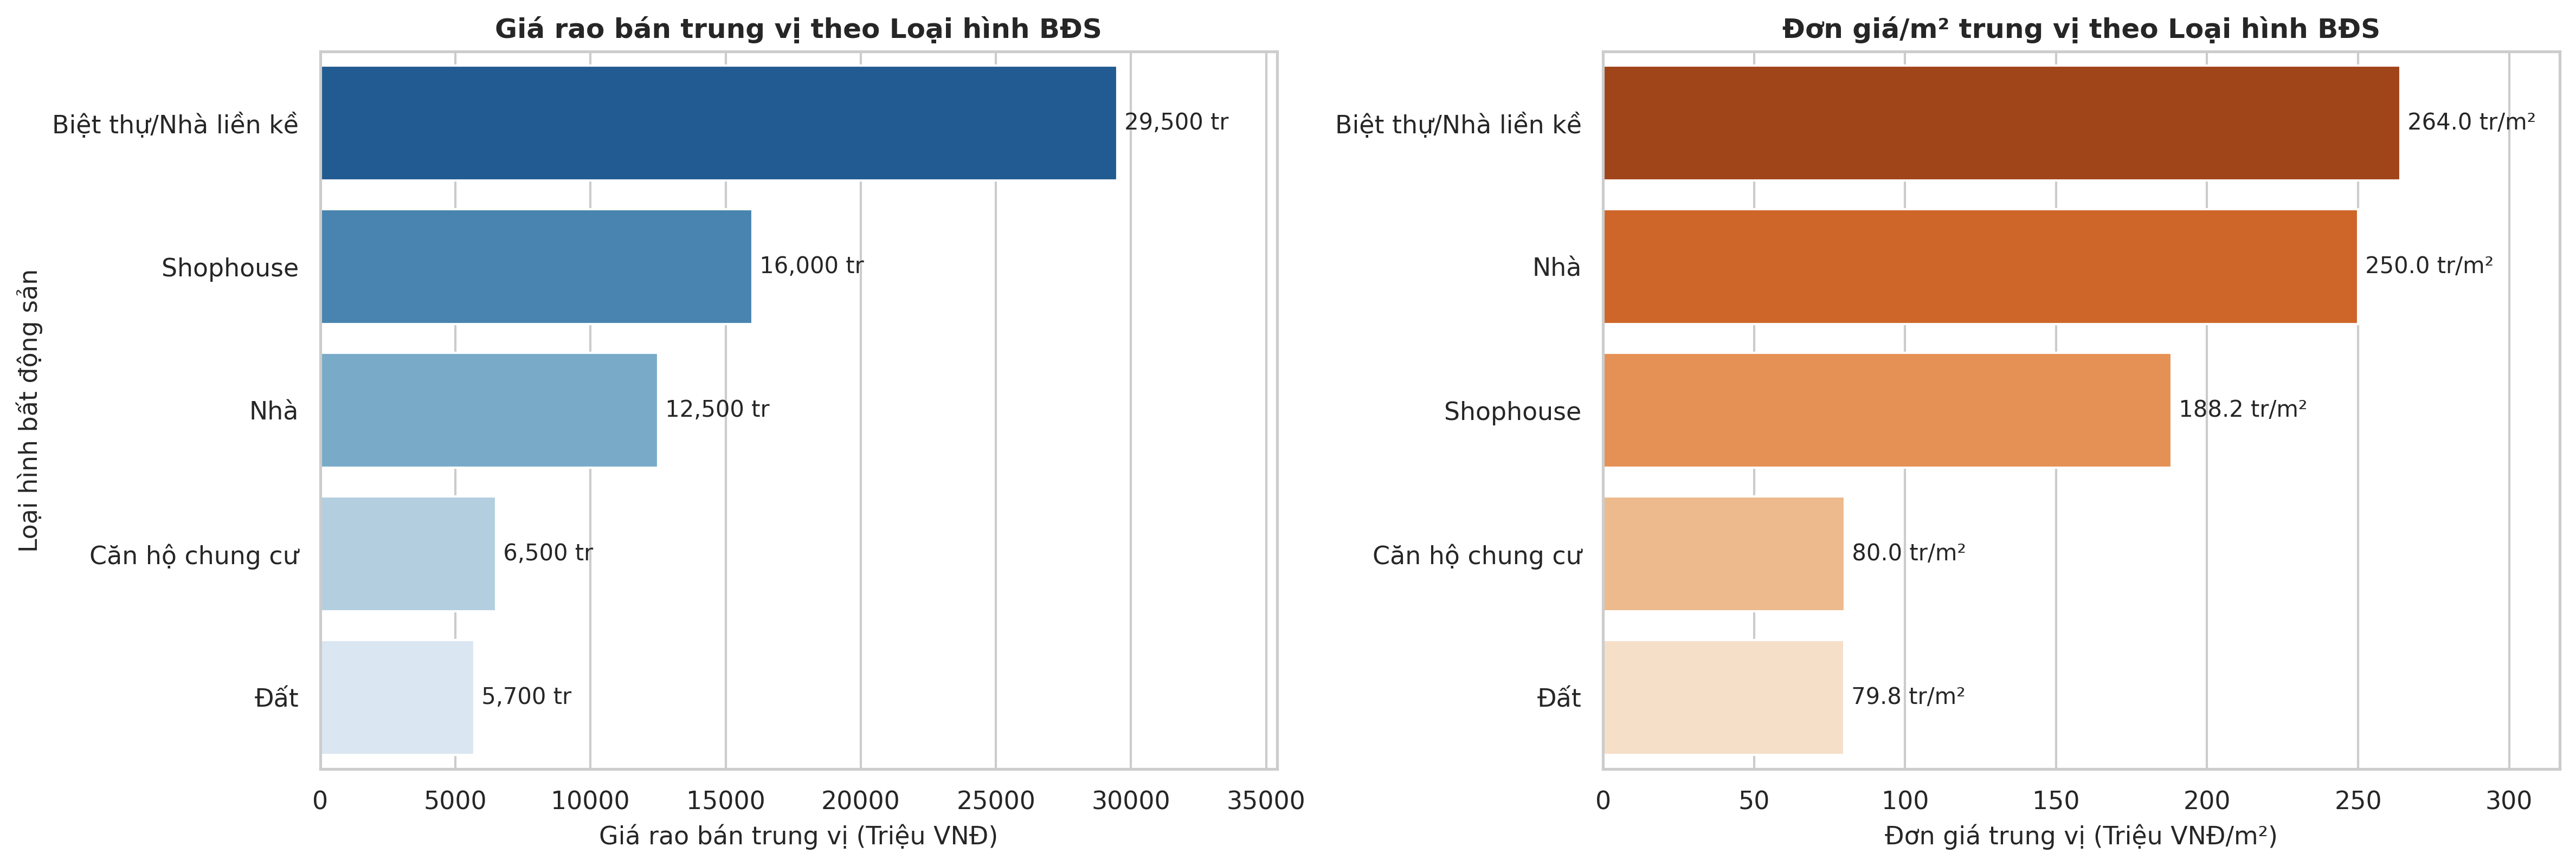 Giá rao bán trung vị theo Loại hình BĐS
Loại hình bất động sản
Biệt thự/Nhà liền kề
29,500 tr
Shophouse
16,000 tr
Nhà
12,500 tr
Căn hộ chung cư
6,500 tr
Đất
5,700 tr
0 5000 10000 15000 20000 25000 30000 35000
Giá rao bán trung vị (Triệu VNĐ)
Đơn giá/m² trung vị theo Loại hình BĐS
Biệt thự/Nhà liền kề
264.0 tr/m²
Nhà
250.0 tr/m²
Shophouse
188.2 tr/m²
Căn hộ chung cư
80.0 tr/m²
Đất
79.8 tr/m²
0 50 100 150 200 250 300
Đơn giá trung vị (Triệu VNĐ/m²)